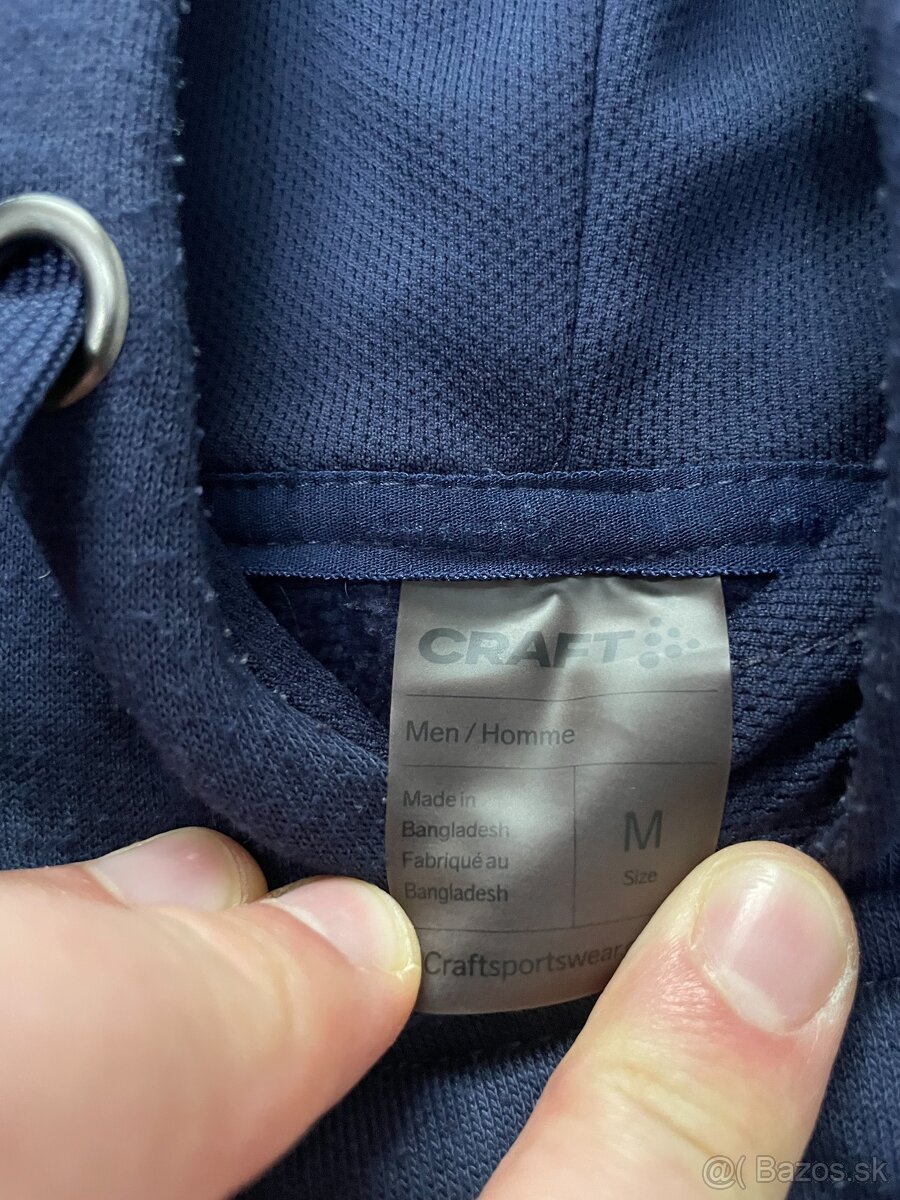 CRAFT
Men / Homme
Made in
Bangladesh
Fabriqué au
Bangladesh
M
Size
Craftsportswear.
@( Bazos.sk